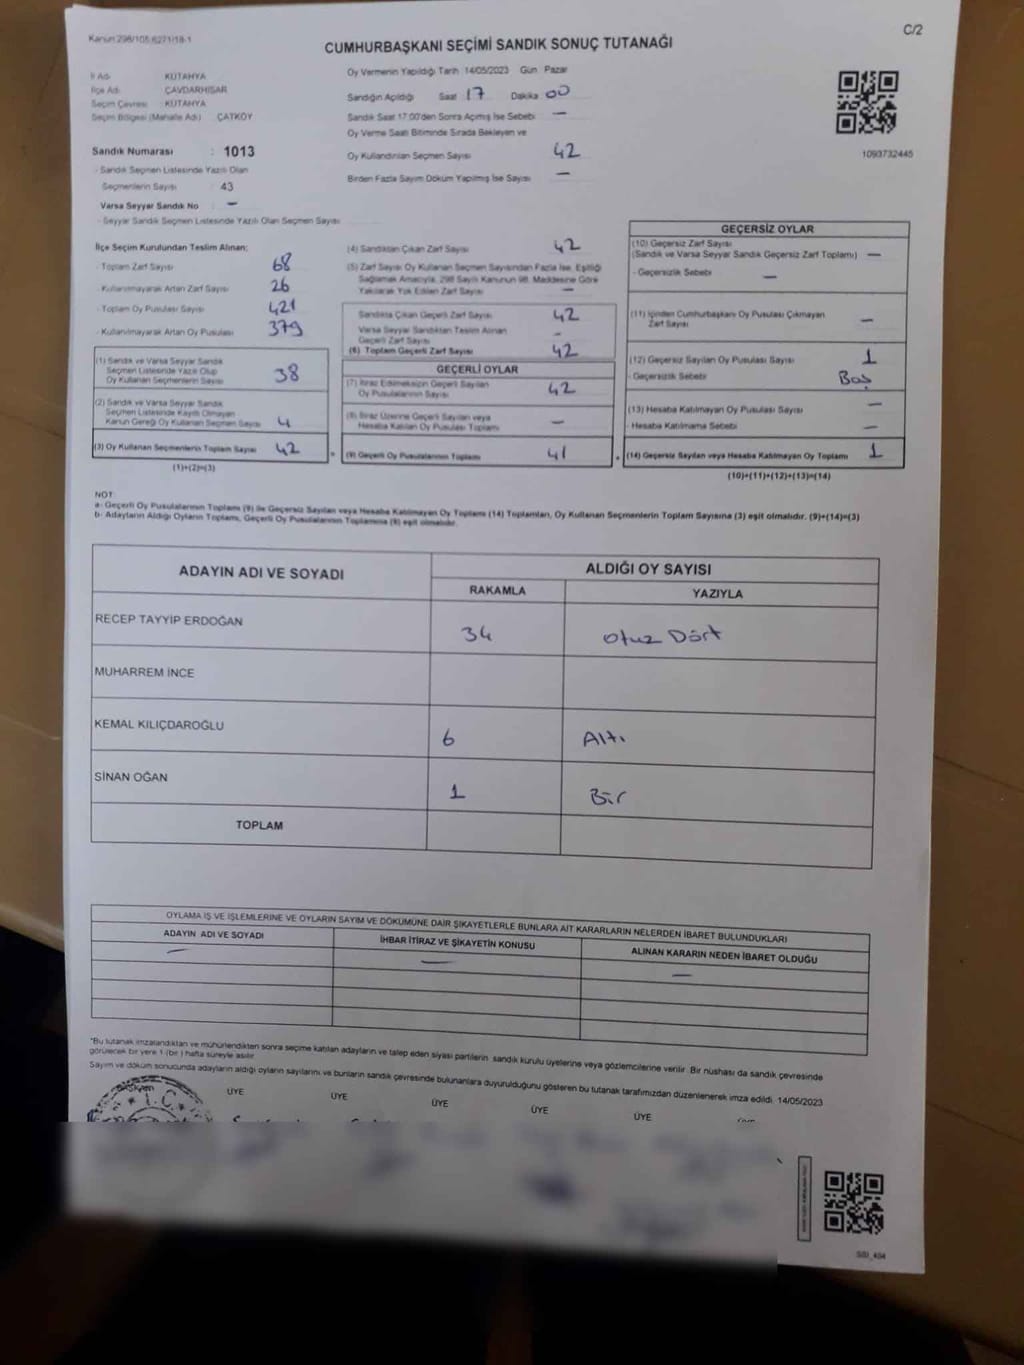 Kanun 298/105 6271/18-1
C/2
CUMHURBAŞKANI SEÇİMİ SANDIK SONUÇ TUTANAĞI
İl Adı : KÜTAHYA
İlçe Adı : ÇAVDARHİSAR
Seçim Çevresi : KÜTAHYA
Seçim Bölgesi (Mahalle Adı) : ÇATKÖY
Sandık Numarası : 1013
- Sandık Seçmen Listesinde Yazılı Olan
Seçmenlerin Sayısı : 43
Varsa Seyyar Sandık No : —
- Seyyar Sandık Seçmen Listesinde Yazılı Olan Seçmen Sayısı
Oy Vermenin Yapıldığı Tarih 14/05/2023 Gün Pazar
Sandığın Açıldığı Saat 17 Dakika 00
Sandık Saat 17:00'den Sonra Açılmış İse Sebebi —
Oy Verme Saati Bitiminde Sırada Bekleyen ve
Oy Kullandırılan Seçmen Sayısı 42
Birden Fazla Sayım Döküm Yapılmış İse Sayısı —
1093732445
İlçe Seçim Kurulundan Teslim Alınan:
- Toplam Zarf Sayısı 68
- Kullanılmayarak Artan Zarf Sayısı 26
- Toplam Oy Pusulası Sayısı 421
- Kullanılmayarak Artan Oy Pusulası 379
(1) Sandık ve Varsa Seyyar Sandık
Seçmen Listesinde Yazılı Olup
Oy Kullanan Seçmenlerin Sayısı 38
(2) Sandık ve Varsa Seyyar Sandık
Seçmen Listesinde Kayıtlı Olmayan
Kanun Gereği Oy Kullanan Seçmen Sayısı 4
(3) Oy Kullanan Seçmenlerin Toplam Sayısı 42
(1)+(2)=(3)
(4) Sandıktan Çıkan Zarf Sayısı 42
(5) Zarf Sayısı Oy Kullanan Seçmen Sayısından Fazla İse, Eşitliği
Sağlamak Amacıyla, 298 Sayılı Kanunun 98. Maddesine Göre
Yakılarak Yok Edilen Zarf Sayısı —
Sandıkta Çıkan Geçerli Zarf Sayısı 42
Varsa Seyyar Sandıktan Teslim Alınan
Geçerli Zarf Sayısı -
(6) Toplam Geçerli Zarf Sayısı 42
GEÇERLİ OYLAR
(7) İtiraz Edilmeksizin Geçerli Sayılan
Oy Pusulalarının Sayısı 42
(8) İtiraz Üzerine Geçerli Sayılan veya
Hesaba Katılan Oy Pusulası Toplamı —
(9) Geçerli Oy Pusulalarının Toplamı 41
GEÇERSİZ OYLAR
(10) Geçersiz Zarf Sayısı
(Sandık ve Varsa Seyyar Sandık Geçersiz Zarf Toplamı) —
- Geçersizlik Sebebi —
(11) İçinden Cumhurbaşkanı Oy Pusulası Çıkmayan
Zarf Sayısı —
(12) Geçersiz Sayılan Oy Pusulası Sayısı 1
- Geçersizlik Sebebi Boş
(13) Hesaba Katılmayan Oy Pusulası Sayısı —
- Hesaba Katılmama Sebebi —
(14) Geçersiz Sayılan veya Hesaba Katılmayan Oy Toplamı 1
(10)+(11)+(12)+(13)=(14)
NOT:
a- Geçerli Oy Pusulalarının Toplamı (9) ile Geçersiz Sayılan veya Hesaba Katılmayan Oy Toplamı (14) Toplamları, Oy Kullanan Seçmenlerin Toplam Sayısına (3) eşit olmalıdır. (9)+(14)=(3)
b- Adayların Aldığı Oyların Toplamı, Geçerli Oy Pusulalarının Toplamına (9) eşit olmalıdır.
ADAYIN ADI VE SOYADI
ALDIĞI OY SAYISI
RAKAMLA
YAZIYLA
RECEP TAYYİP ERDOĞAN 34 Otuz Dört
MUHARREM İNCE
KEMAL KILIÇDAROĞLU 6 Altı
SİNAN OĞAN 1 Bir
TOPLAM
OYLAMA İŞ VE İŞLEMLERİNE VE OYLARIN SAYIM VE DÖKÜMÜNE DAİR ŞİKAYETLERLE BUNLARA AİT KARARLARIN NELERDEN İBARET BULUNDUKLARI
ADAYIN ADI VE SOYADI
İHBAR İTİRAZ VE ŞİKAYETİN KONUSU
ALINAN KARARIN NEDEN İBARET OLDUĞU
— — —
*Bu tutanak imzalandıktan ve mühürlendikten sonra seçime katılan adayların ve talep eden siyasi partilerin sandık kurulu üyelerine veya gözlemcilerine verilir. Bir nüshası da sandık çevresinde
görülecek bir yere 1 (bir) hafta süreyle asılır.
Sayım ve döküm sonucunda adayların aldığı oyların sayılarını ve bunların sandık çevresinde bulunanlara duyurulduğunu gösteren bu tutanak tarafımızdan düzenlenerek imza edildi. 14/05/2023
ÜYE ÜYE ÜYE ÜYE ÜYE
T.C.